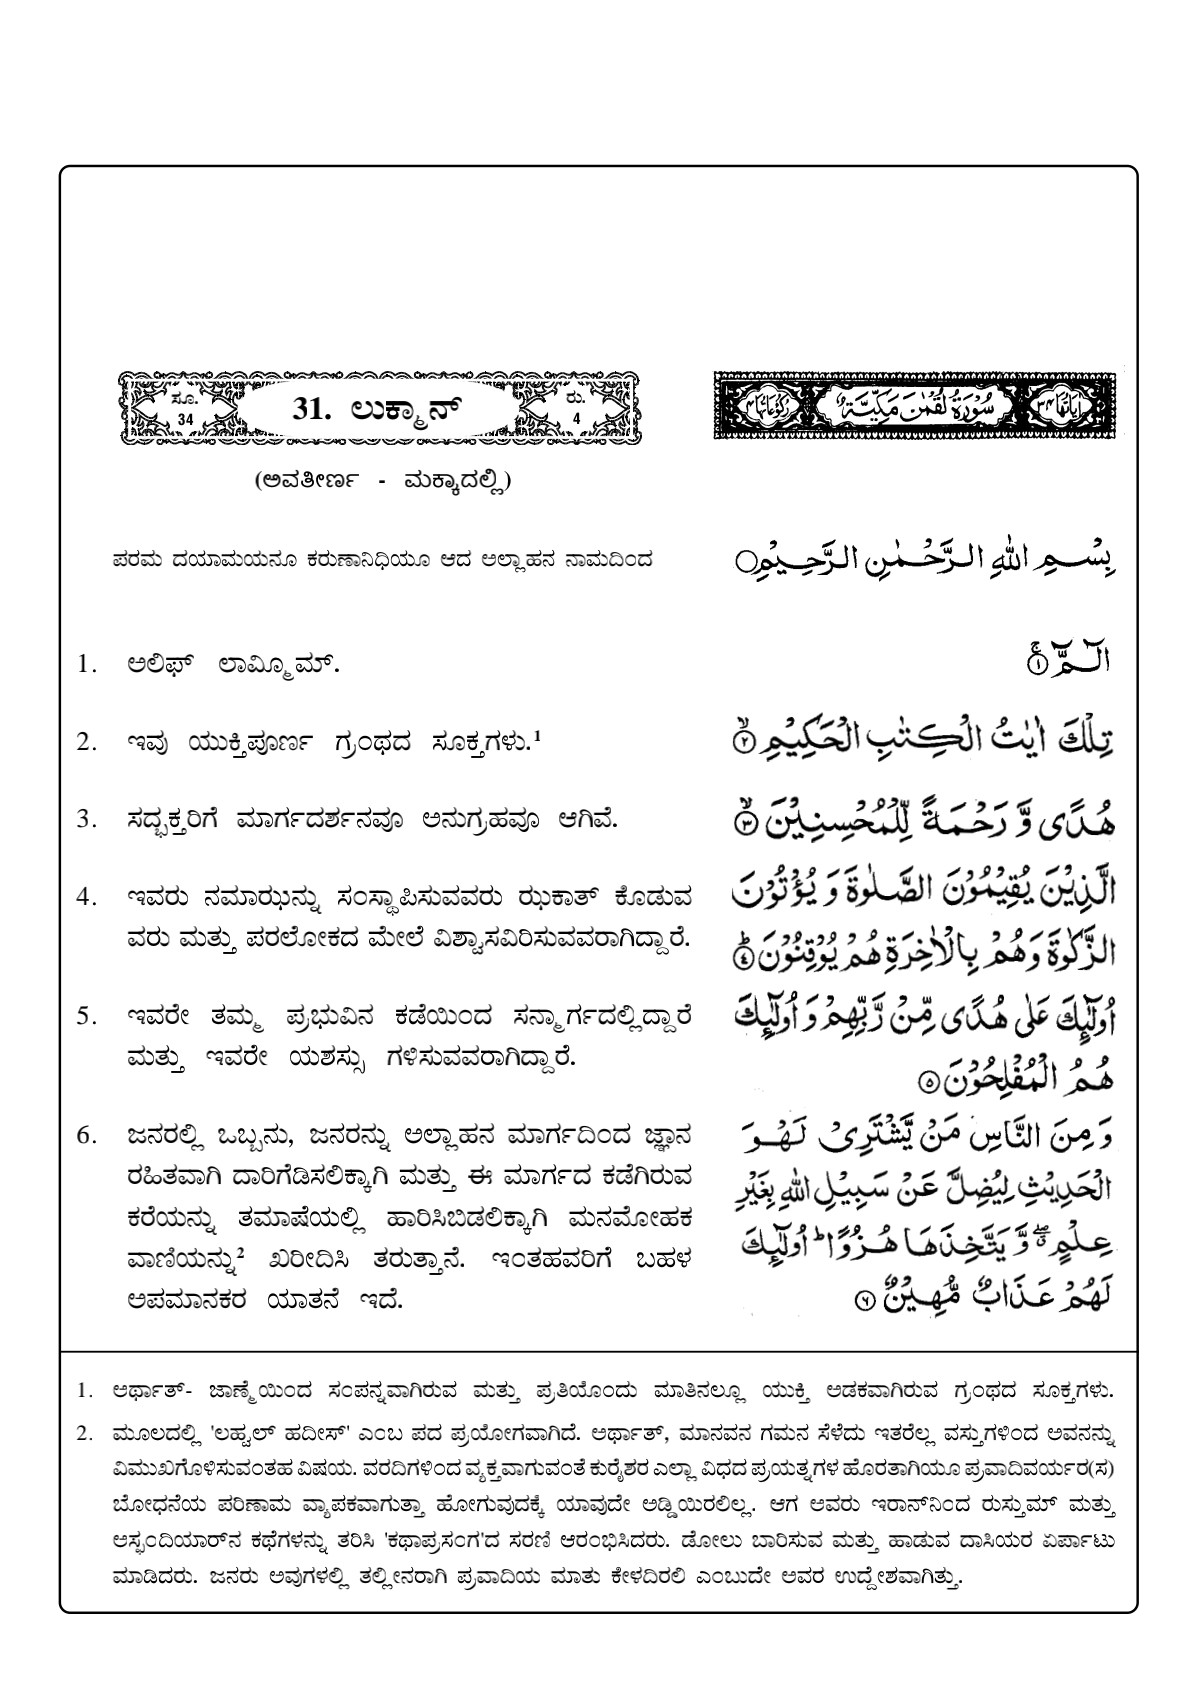 ಸೂ.
34
31. ಲುಕ್ಮಾನ್
ರು.
4
اٰيَاتُهَا ٣٤
سُوْرَةُ لُقْمٰنَ مَكِّيَّةٌ
رُكُوْعَاتُهَا ٤
(ಅವತೀರ್ಣ - ಮಕ್ಕಾದಲ್ಲಿ)
ಪರಮ ದಯಾಮಯನೂ ಕರುಣಾನಿಧಿಯೂ ಆದ ಅಲ್ಲಾಹನ ನಾಮದಿಂದ
بِسْمِ اللّٰهِ الرَّحْمٰنِ الرَّحِيْمِ ○
1. ಅಲಿಫ್ ಲಾಮ್ಮೀಮ್.
الٓمّٓ ۚ ۝١
2. ಇವು ಯುಕ್ತಿಪೂರ್ಣ ಗ್ರಂಥದ ಸೂಕ್ತಗಳು.¹
تِلْكَ اٰيٰتُ الْكِتٰبِ الْحَكِيْمِ ۙ ۝٢
3. ಸದ್ಭಕ್ತರಿಗೆ ಮಾರ್ಗದರ್ಶನವೂ ಅನುಗ್ರಹವೂ ಆಗಿವೆ.
هُدًى وَّ رَحْمَةً لِّلْمُحْسِنِيْنَ ۙ ۝٣
4. ಇವರು ನಮಾಝನ್ನು ಸಂಸ್ಥಾಪಿಸುವವರು ಝಕಾತ್ ಕೊಡುವ
ವರು ಮತ್ತು ಪರಲೋಕದ ಮೇಲೆ ವಿಶ್ವಾಸವಿರಿಸುವವರಾಗಿದ್ದಾರೆ.
الَّذِيْنَ يُقِيْمُوْنَ الصَّلٰوةَ وَ يُؤْتُوْنَ
الزَّكٰوةَ وَهُمْ بِالْاٰخِرَةِ هُمْ يُوْقِنُوْنَ ؕ ۝٤
5. ಇವರೇ ತಮ್ಮ ಪ್ರಭುವಿನ ಕಡೆಯಿಂದ ಸನ್ಮಾರ್ಗದಲ್ಲಿದ್ದಾರೆ
ಮತ್ತು ಇವರೇ ಯಶಸ್ಸು ಗಳಿಸುವವರಾಗಿದ್ದಾರೆ.
اُولٰٓئِكَ عَلٰى هُدًى مِّنْ رَّبِّهِمْ وَ اُولٰٓئِكَ
هُمُ الْمُفْلِحُوْنَ ۝٥
6. ಜನರಲ್ಲಿ ಒಬ್ಬನು, ಜನರನ್ನು ಅಲ್ಲಾಹನ ಮಾರ್ಗದಿಂದ ಜ್ಞಾನ
ರಹಿತವಾಗಿ ದಾರಿಗೆಡಿಸಲಿಕ್ಕಾಗಿ ಮತ್ತು ಈ ಮಾರ್ಗದ ಕಡೆಗಿರುವ
ಕರೆಯನ್ನು ತಮಾಷೆಯಲ್ಲಿ ಹಾರಿಸಿಬಿಡಲಿಕ್ಕಾಗಿ ಮನಮೋಹಕ
ವಾಣಿಯನ್ನು² ಖರೀದಿಸಿ ತರುತ್ತಾನೆ. ಇಂತಹವರಿಗೆ ಬಹಳ
ಅಪಮಾನಕರ ಯಾತನೆ ಇದೆ.
وَ مِنَ النَّاسِ مَنْ يَّشْتَرِىْ لَهْوَ
الْحَدِيْثِ لِيُضِلَّ عَنْ سَبِيْلِ اللّٰهِ بِغَيْرِ
عِلْمٍ ۖ وَّ يَتَّخِذَهَا هُزُوًا ؕ اُولٰٓئِكَ
لَهُمْ عَذَابٌ مُّهِيْنٌ ۝٦
1. ಅರ್ಥಾತ್- ಜಾಣ್ಮೆಯಿಂದ ಸಂಪನ್ನವಾಗಿರುವ ಮತ್ತು ಪ್ರತಿಯೊಂದು ಮಾತಿನಲ್ಲೂ ಯುಕ್ತಿ ಅಡಕವಾಗಿರುವ ಗ್ರಂಥದ ಸೂಕ್ತಗಳು.
2. ಮೂಲದಲ್ಲಿ 'ಲಹ್ವಲ್ ಹದೀಸ್' ಎಂಬ ಪದ ಪ್ರಯೋಗವಾಗಿದೆ. ಅರ್ಥಾತ್, ಮಾನವನ ಗಮನ ಸೆಳೆದು ಇತರೆಲ್ಲ ವಸ್ತುಗಳಿಂದ ಅವನನ್ನು
ವಿಮುಖಗೊಳಿಸುವಂತಹ ವಿಷಯ. ವರದಿಗಳಿಂದ ವ್ಯಕ್ತವಾಗುವಂತೆ ಕುರೈಶರ ಎಲ್ಲಾ ವಿಧದ ಪ್ರಯತ್ನಗಳ ಹೊರತಾಗಿಯೂ ಪ್ರವಾದಿವರ್ಯರ(ಸ)
ಬೋಧನೆಯ ಪರಿಣಾಮ ವ್ಯಾಪಕವಾಗುತ್ತಾ ಹೋಗುವುದಕ್ಕೆ ಯಾವುದೇ ಅಡ್ಡಿಯಿರಲಿಲ್ಲ. ಆಗ ಅವರು ಇರಾನ್‌ನಿಂದ ರುಸ್ತುಮ್ ಮತ್ತು
ಅಸ್ಫಂದಿಯಾರ್‌ನ ಕಥೆಗಳನ್ನು ತರಿಸಿ 'ಕಥಾಪ್ರಸಂಗ'ದ ಸರಣಿ ಆರಂಭಿಸಿದರು. ಡೋಲು ಬಾರಿಸುವ ಮತ್ತು ಹಾಡುವ ದಾಸಿಯರ ಏರ್ಪಾಟು
ಮಾಡಿದರು. ಜನರು ಅವುಗಳಲ್ಲಿ ತಲ್ಲೀನರಾಗಿ ಪ್ರವಾದಿಯ ಮಾತು ಕೇಳದಿರಲಿ ಎಂಬುದೇ ಅವರ ಉದ್ದೇಶವಾಗಿತ್ತು.